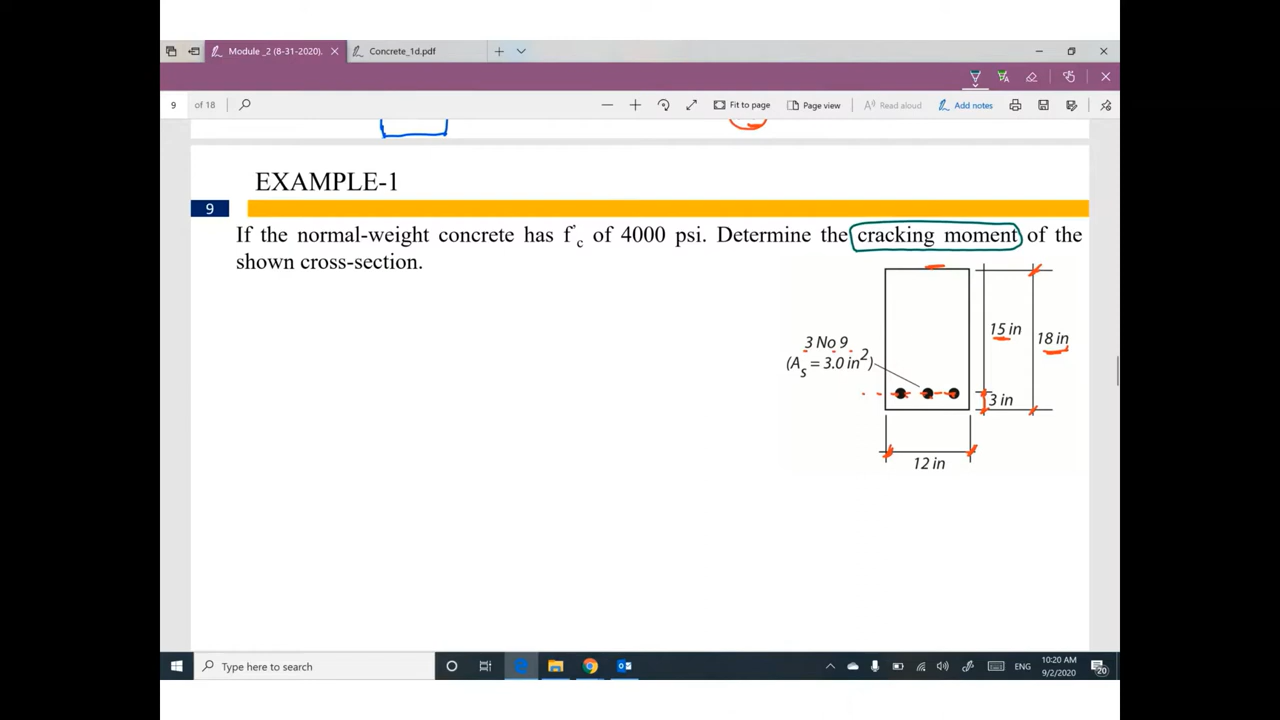 Module _2 (8-31-2020).
Concrete_1d.pdf
9 of 18
Fit to page
Page view
Read aloud
Add notes
EXAMPLE-1
9
If the normal-weight concrete has f'c of 4000 psi. Determine the cracking moment of the
shown cross-section.
15 in
18 in
3 No 9
(As = 3.0 in2)
3 in
12 in
Type here to search
ENG
10:20 AM
9/2/2020
20